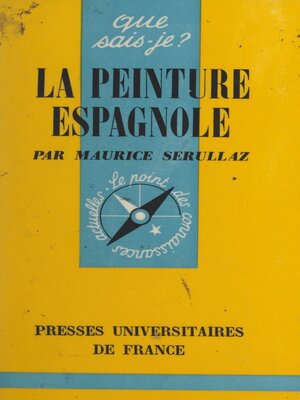 que
sais-je?
LA PEINTURE
ESPAGNOLE
PAR MAURICE SERULLAZ
Le point des connaissances actuelles
PRESSES UNIVERSITAIRES
DE FRANCE